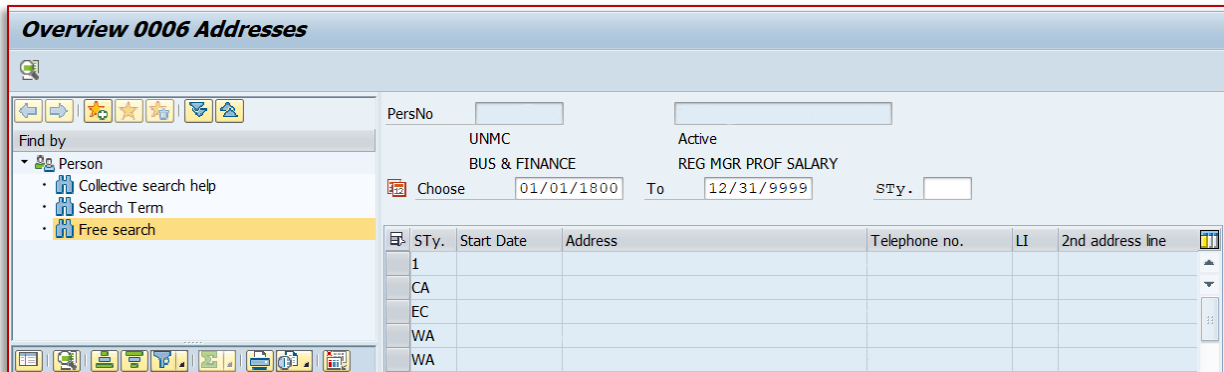 Overview 0006 Addresses
Find by
Person
Collective search help
Search Term
Free search
PersNo
UNMC Active
BUS & FINANCE REG MGR PROF SALARY
12 Choose 01/01/1800 To 12/31/9999 STy.
STy. Start Date Address Telephone no. LI 2nd address line
1
CA
EC
WA
WA